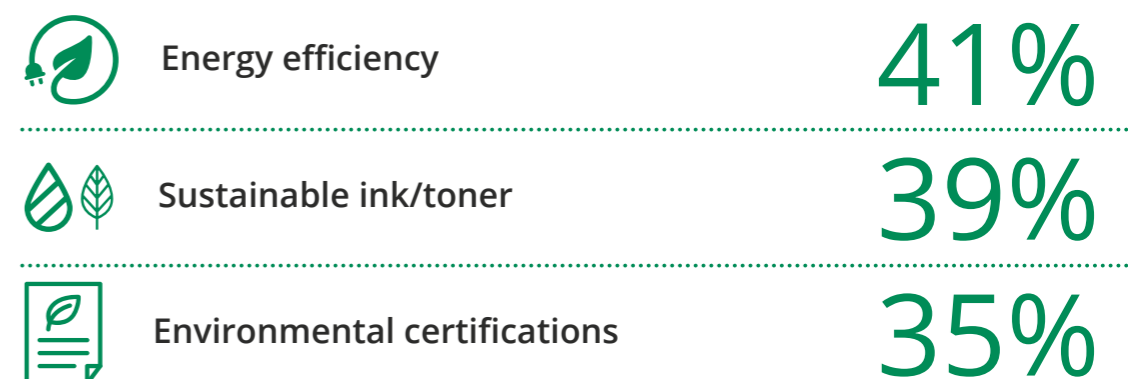 Energy efficiency 41%
Sustainable ink/toner 39%
Environmental certifications 35%